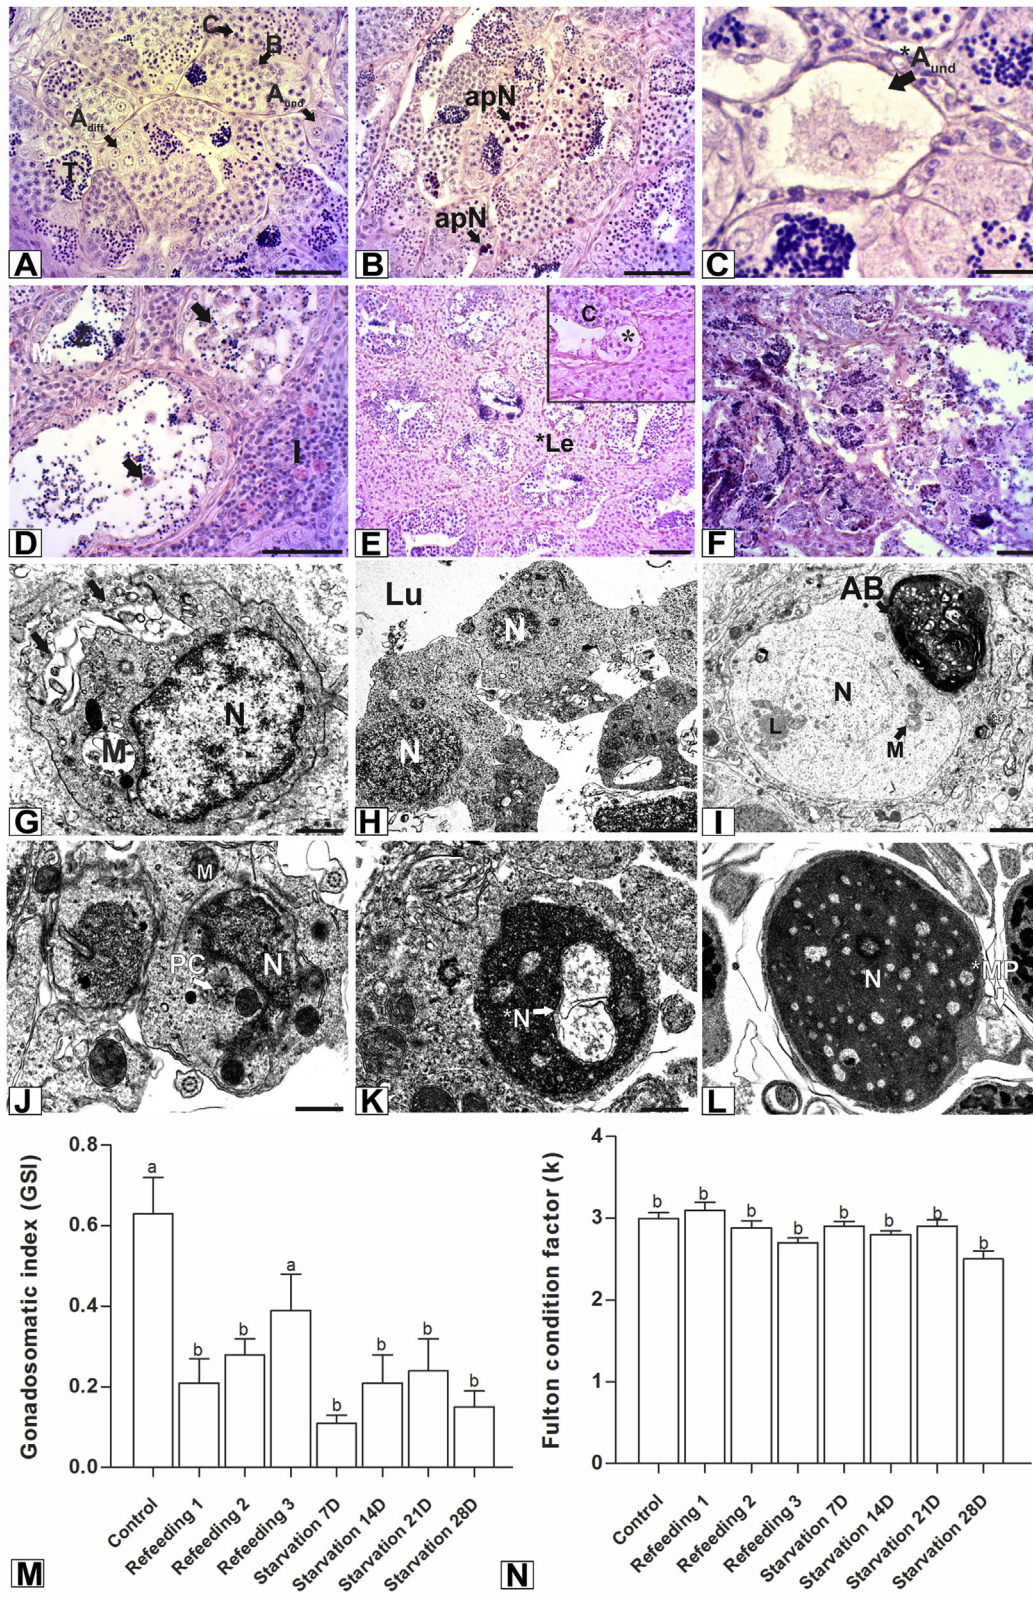 C
B
A und
A diff
T
A
apN
apN
B
*A und
C
M
Z
I
D
C
*
*Le
E
F
M
N
G
Lu
N
N
H
AB
N
L
M
I
M
PC
N
J
*N
K
N
*MP
L
Gonadosomatic index (GSI)
0.8
0.6
0.4
0.2
0.0
a
b
b
a
b
b
b
b
Control
Refeeding 1
Refeeding 2
Refeeding 3
Starvation 7D
Starvation 14D
Starvation 21D
Starvation 28D
M
Fulton condition factor (k)
4
3
2
1
0
b
b
b
b
b
b
b
b
Control
Refeeding 1
Refeeding 2
Refeeding 3
Starvation 7D
Starvation 14D
Starvation 21D
Starvation 28D
N